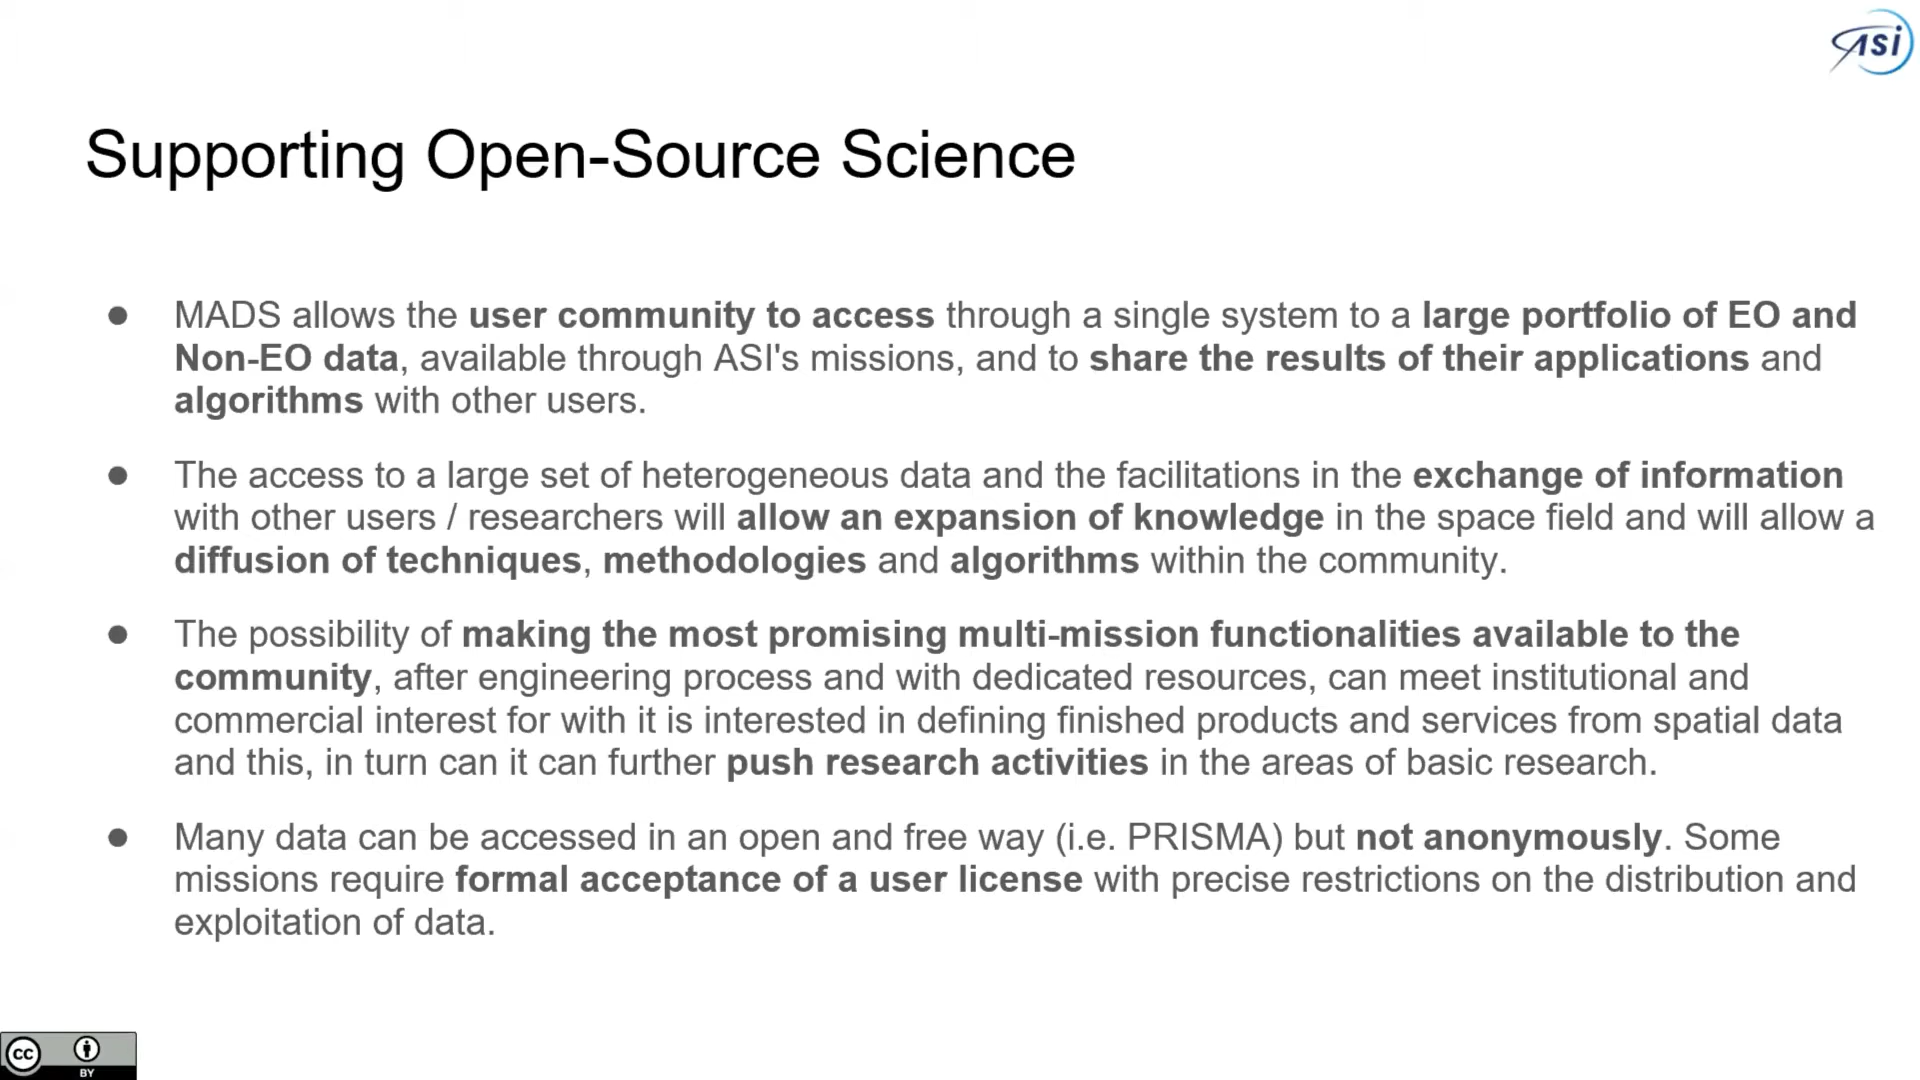 ASI
Supporting Open-Source Science
● MADS allows the user community to access through a single system to a large portfolio of EO and
Non-EO data, available through ASI's missions, and to share the results of their applications and
algorithms with other users.
● The access to a large set of heterogeneous data and the facilitations in the exchange of information
with other users / researchers will allow an expansion of knowledge in the space field and will allow a
diffusion of techniques, methodologies and algorithms within the community.
● The possibility of making the most promising multi-mission functionalities available to the
community, after engineering process and with dedicated resources, can meet institutional and
commercial interest for with it is interested in defining finished products and services from spatial data
and this, in turn can it can further push research activities in the areas of basic research.
● Many data can be accessed in an open and free way (i.e. PRISMA) but not anonymously. Some
missions require formal acceptance of a user license with precise restrictions on the distribution and
exploitation of data.
cc
BY